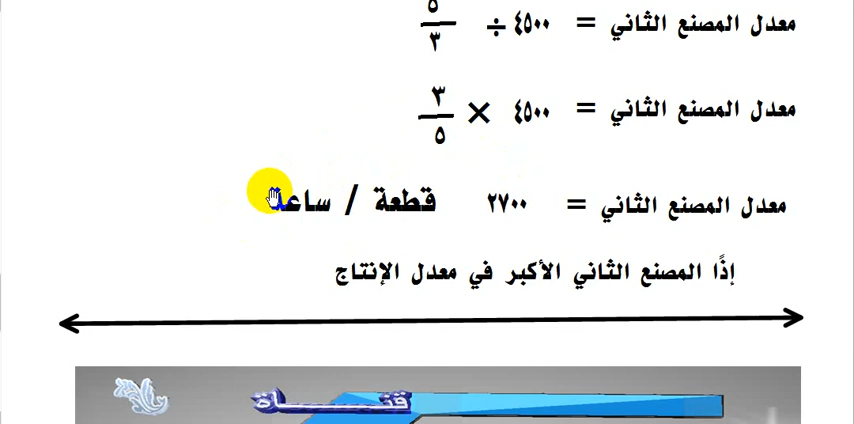 معدل المصنع الثاني = ٤٥٠٠ ÷ ٥/٣
معدل المصنع الثاني = ٤٥٠٠ × ٣/٥
معدل المصنع الثاني = ٢٧٠٠ قطعة / ساعة
إذًا المصنع الثاني الأكبر في معدل الإنتاج
قنـــــاة